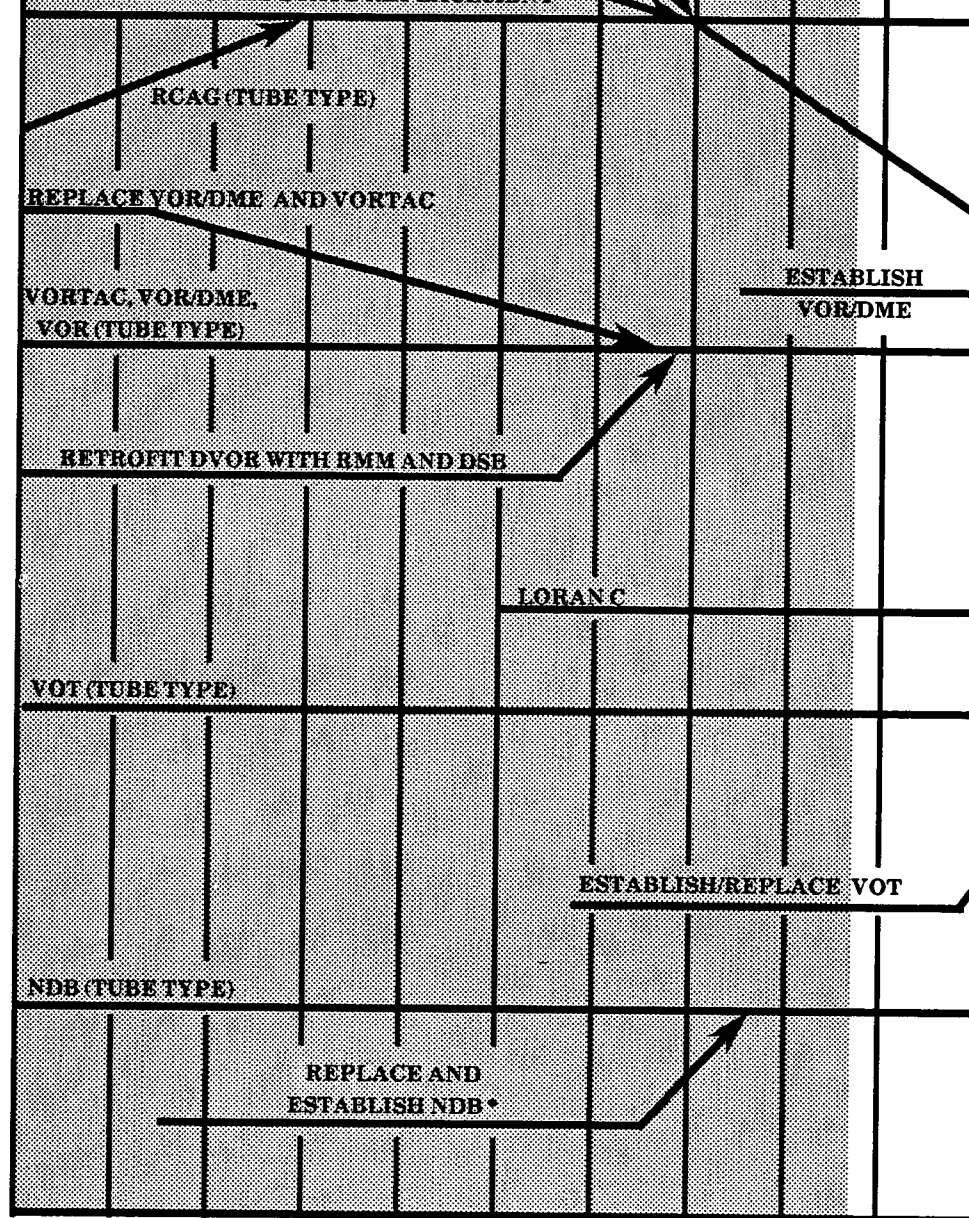 RCAG (TUBE TYPE)
REPLACE VOR/DME AND VORTAC
ESTABLISH
VOR/DME
VORTAC, VOR/DME,
VOR (TUBE TYPE)
RETROFIT DVOR WITH RMM AND DSB
LORAN C
VOT (TUBE TYPE)
ESTABLISH/REPLACE VOT
NDB (TUBE TYPE)
REPLACE AND
ESTABLISH NDB*